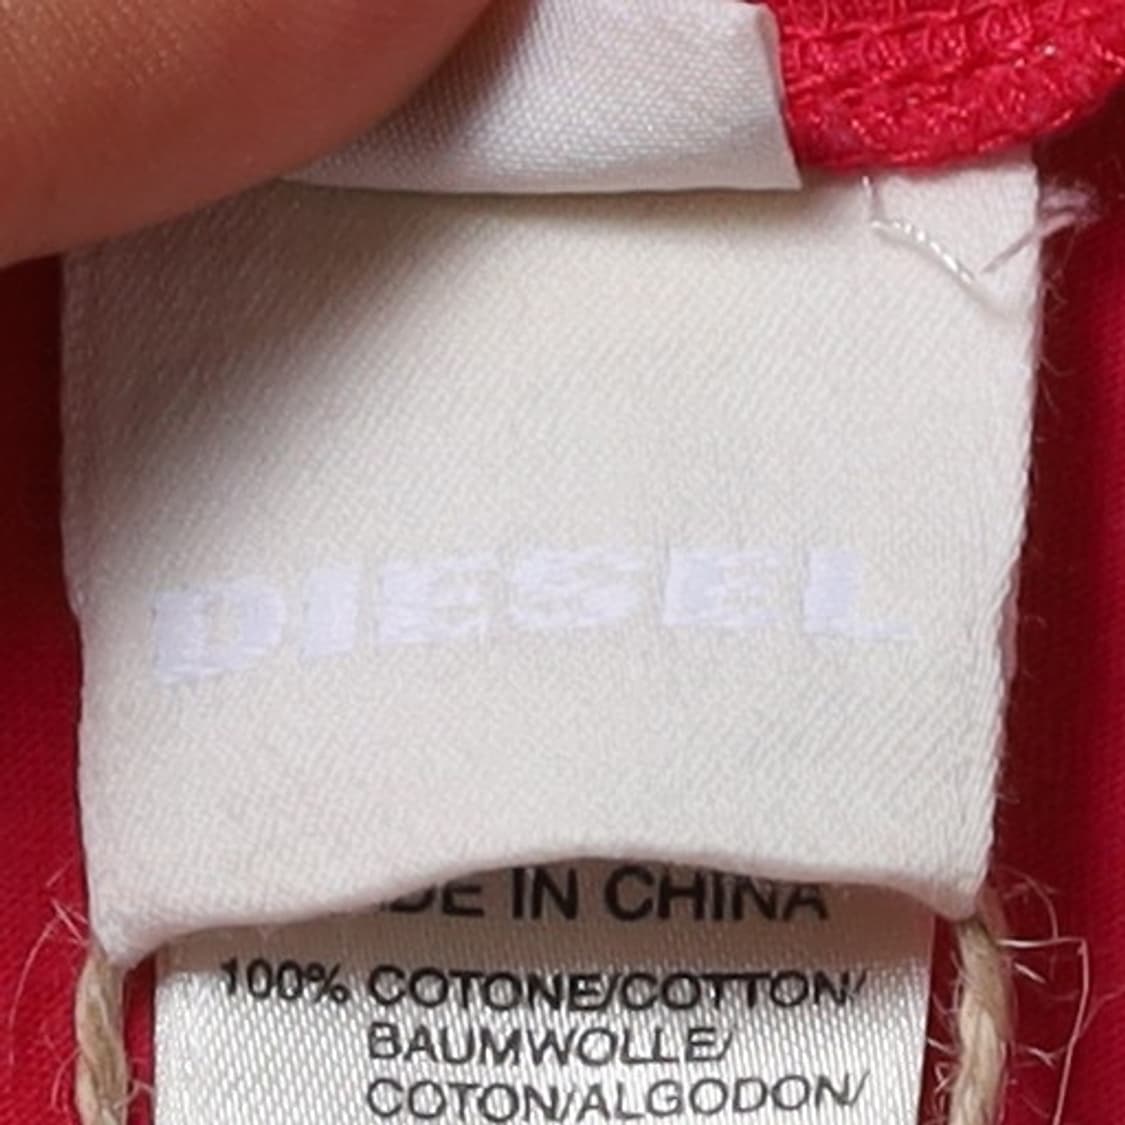 DIESEL
DE IN CHINA
100% COTONE/COTTON/
BAUMWOLLE/
COTON/ALGODON/